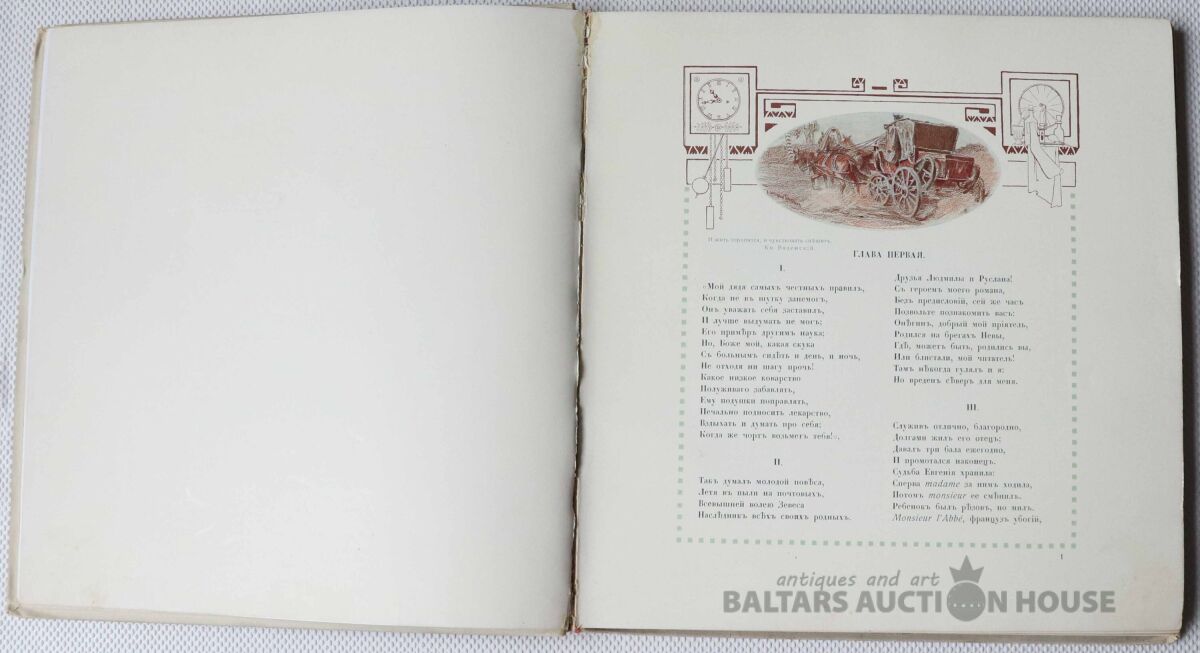 И жить торопится, и чувствовать спѣшитъ.
Кн. Вяземскій.
ГЛАВА ПЕРВАЯ.
I.
«Мой дядя самыхъ честныхъ правилъ,
Когда не въ шутку занемогъ,
Онъ уважать себя заставилъ,
И лучше выдумать не могъ;
Его примѣръ другимъ наука;
Но, Боже мой, какая скука
Съ больнымъ сидѣть и день, и ночь,
Не отходя ни шагу прочь!
Какое низкое коварство
Полуживаго забавлять,
Ему подушки поправлять,
Печально подносить лекарство,
Вздыхать и думать про себя:
Когда же чортъ возьметъ тебя!».
II.
Такъ думалъ молодой повѣса,
Летя въ пыли на почтовыхъ,
Всевышней волею Зевеса
Наслѣдникъ всѣхъ своихъ родныхъ.
Друзья Людмилы и Руслана!
Съ героемъ моего романа,
Безъ предисловій, сей же часъ
Позвольте познакомить васъ:
Онѣгинъ, добрый мой пріятель,
Родился на брегахъ Невы,
Гдѣ, можетъ быть, родились вы,
Или блистали, мой читатель!
Тамъ нѣкогда гулялъ и я:
Но вреденъ сѣверъ для меня.
III.
Служивъ отлично, благородно,
Долгами жилъ его отецъ;
Давалъ три бала ежегодно,
И промотался наконецъ.
Судьба Евгенія хранила:
Сперва madame за нимъ ходила,
Потомъ monsieur ее смѣнилъ.
Ребенокъ былъ рѣзовъ, но милъ.
Monsieur l'Abbé, французъ убогій,
1
antiques and art
BALTARS AUCTION HOUSE